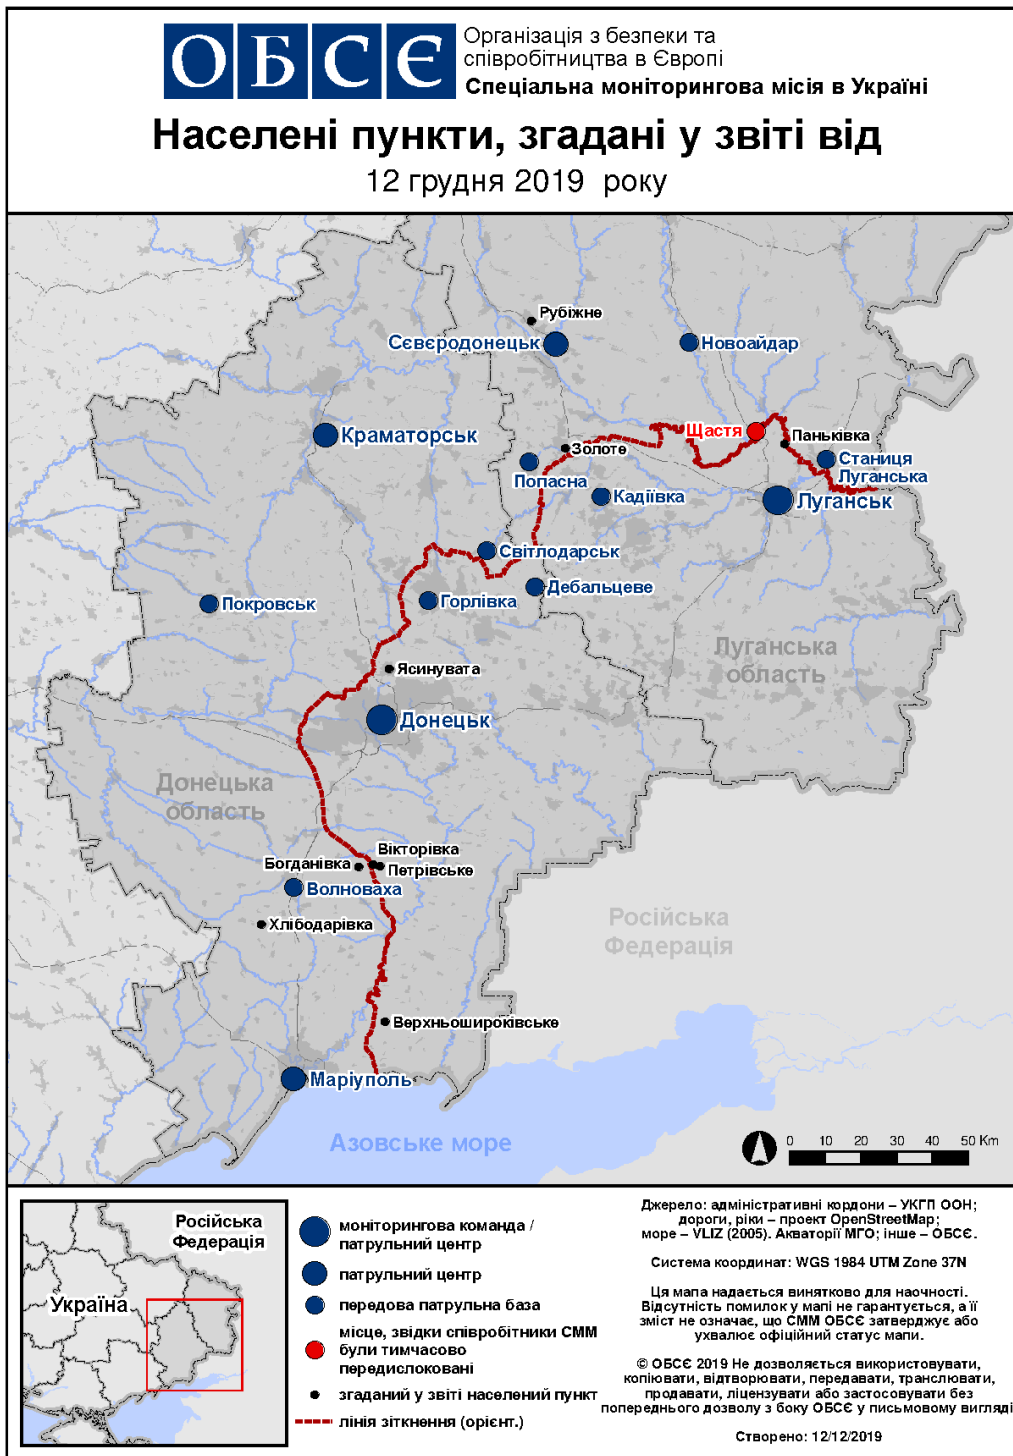 ОБСЄ
Організація з безпеки та
співробітництва в Європі
Спеціальна моніторингова місія в Україні
Населені пункти, згадані у звіті від
12 грудня 2019 року
Рубіжне
Сєвєродонецьк
Новоайдар
Щастя
Паньківка
Краматорськ
Золоте
Станиця
Луганська
Попасна
Кадіївка
Луганськ
Світлодарськ
Дебальцеве
Покровськ
Горлівка
Луганська
область
Ясинувата
Донецьк
Донецька
область
Вікторівка
Богданівка
Петрівське
Волноваха
Хлібодарівка
Російська
Федерація
Верхньошироківське
Маріуполь
Азовське море
0 10 20 30 40 50 Km
Російська
Федерація
Україна
моніторингова команда /
патрульний центр
патрульний центр
передова патрульна база
місце, звідки співробітники СММ
були тимчасово
передислоковані
згаданий у звіті населений пункт
лінія зіткнення (орієнт.)
Джерело: адміністративні кордони – УКГП ООН;
дороги, ріки – проект OpenStreetMap;
море – VLIZ (2005). Акваторії МГО; інше – ОБСЄ.
Система координат: WGS 1984 UTM Zone 37N
Ця мапа надається винятково для наочності.
Відсутність помилок у мапі не гарантується, а її
зміст не означає, що СММ ОБСЄ затверджує або
ухвалює офіційний статус мапи.
© ОБСЄ 2019 Не дозволяється використовувати,
копіювати, відтворювати, передавати, транслювати,
продавати, ліцензувати або застосовувати без
попереднього дозволу з боку ОБСЄ у письмовому вигляді
Створено: 12/12/2019